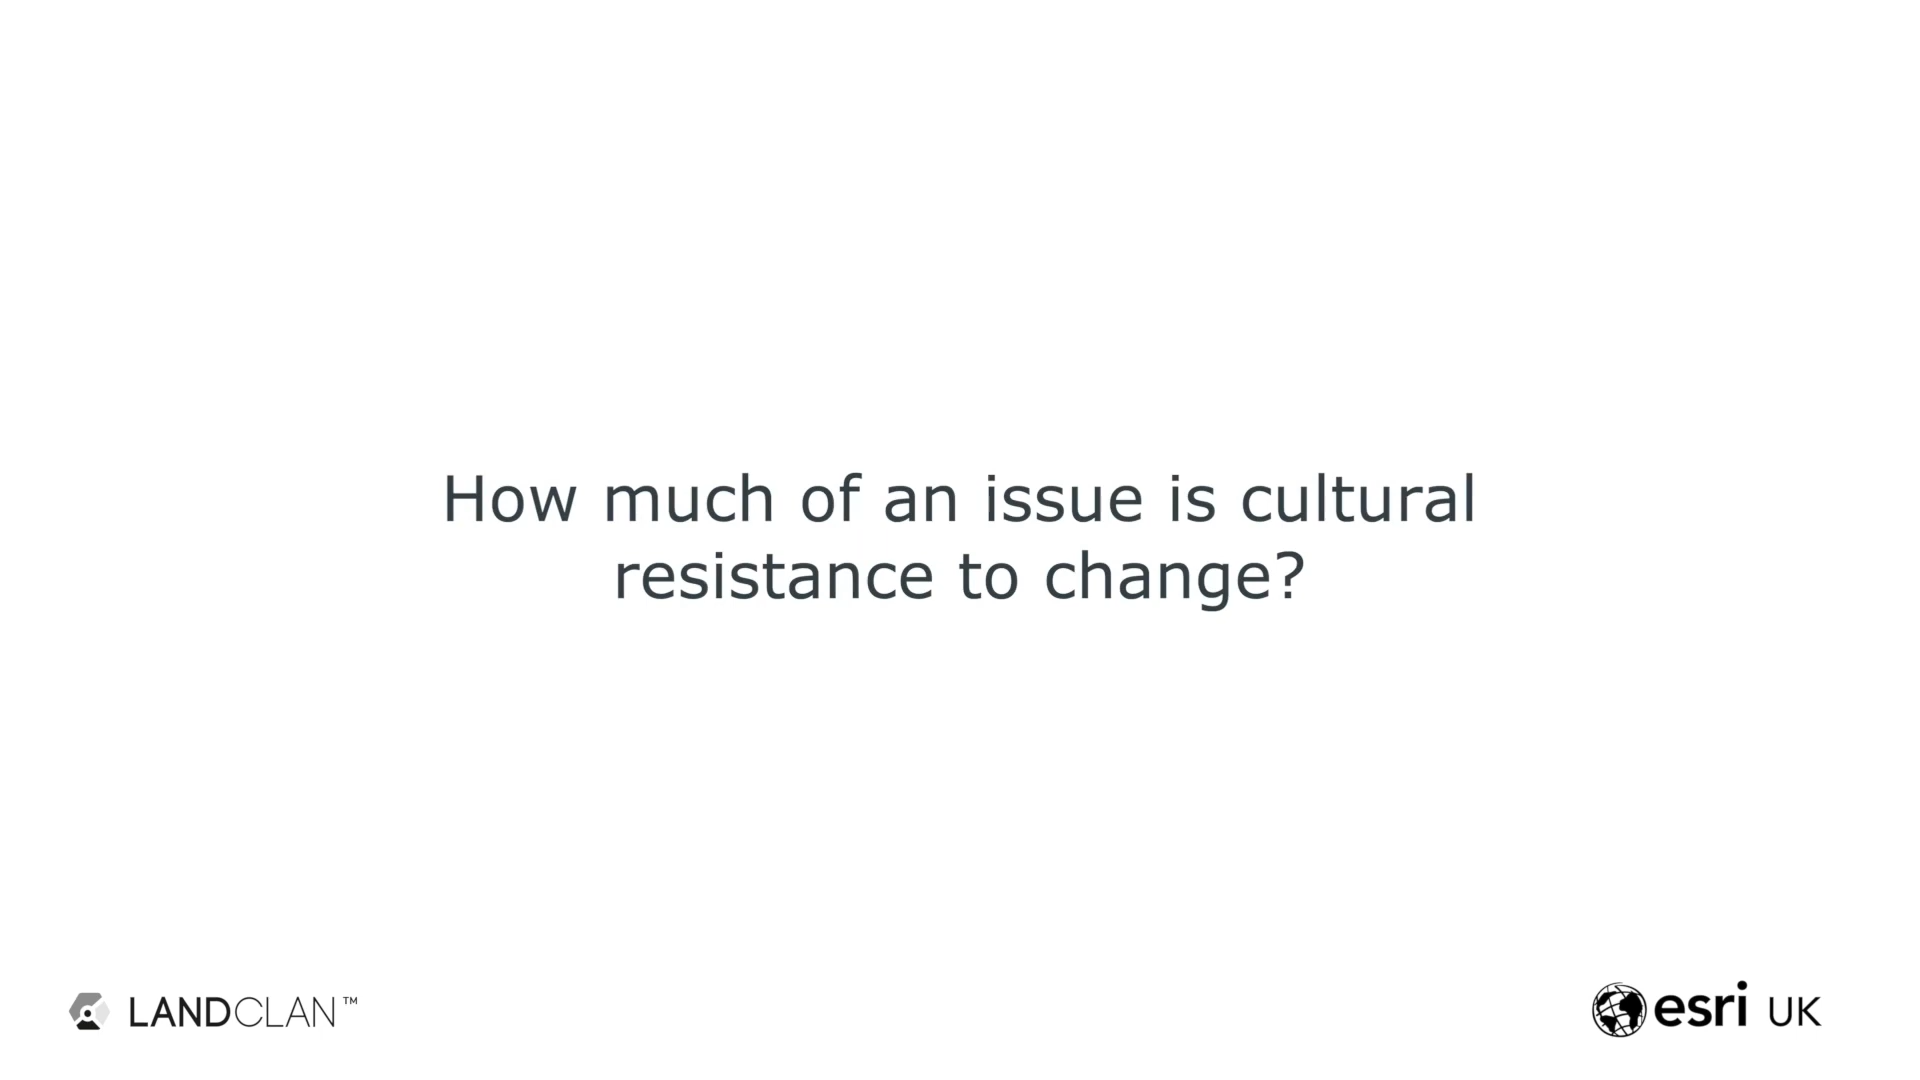 How much of an issue is cultural
resistance to change?
LANDCLAN™
esri UK